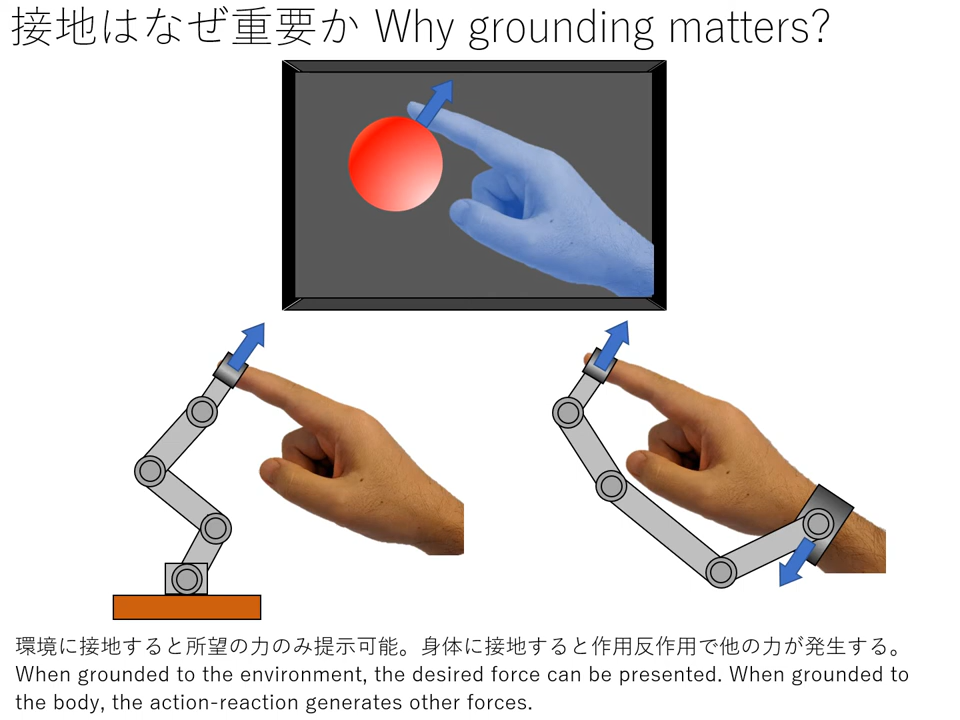 接地はなぜ重要か Why grounding matters?
環境に接地すると所望の力のみ提示可能。身体に接地すると作用反作用で他の力が発生する。
When grounded to the environment, the desired force can be presented. When grounded to
the body, the action-reaction generates other forces.